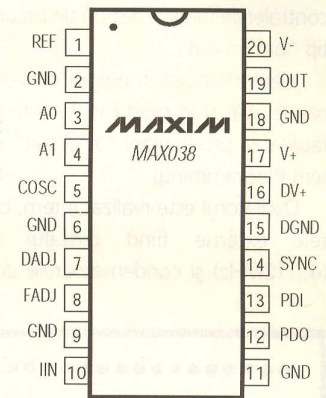 REF 1 20 V-
GND 2 19 OUT
A0 3 18 GND
MAXIM
A1 4 MAX038 17 V+
COSC 5 16 DV+
GND 6 15 DGND
DADJ 7 14 SYNC
FADJ 8 13 PDI
GND 9 12 PDO
IIN 10 11 GND